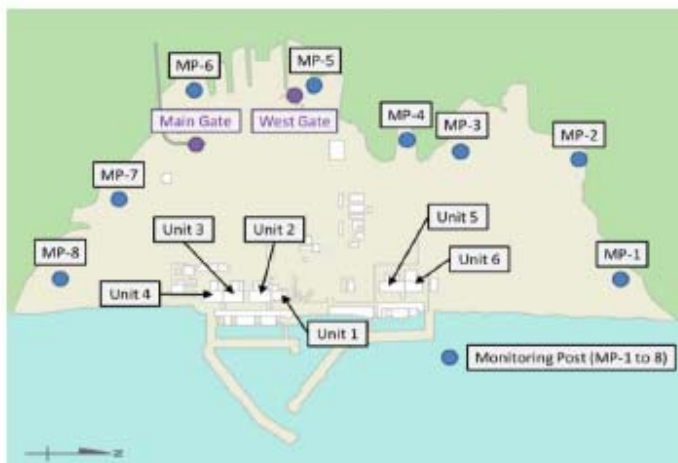 MP-5
MP-6
Main Gate
West Gate
MP-4
MP-3
MP-2
MP-7
Unit 3
Unit 2
Unit 5
MP-8
Unit 6
MP-1
Unit 4
Unit 1
Monitoring Post (MP-1 to 8)
N